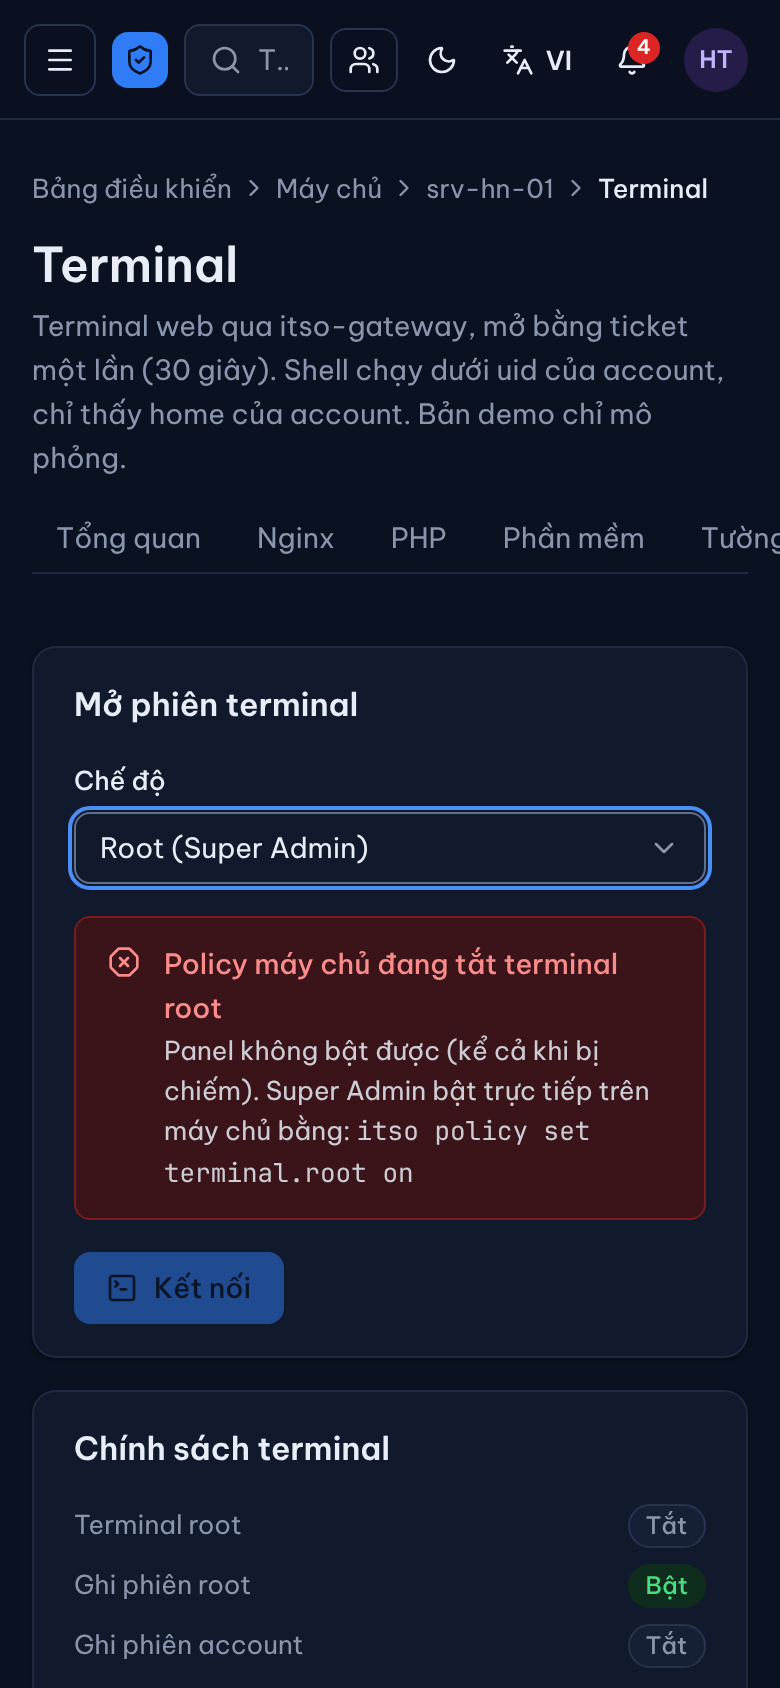 T..
VI
4
HT
Bảng điều khiển > Máy chủ > srv-hn-01 > Terminal
Terminal
Terminal web qua itso-gateway, mở bằng ticket
một lần (30 giây). Shell chạy dưới uid của account,
chỉ thấy home của account. Bản demo chỉ mô
phỏng.
Tổng quan Nginx PHP Phần mềm Tường
Mở phiên terminal
Chế độ
Root (Super Admin)
Policy máy chủ đang tắt terminal
root
Panel không bật được (kể cả khi bị
chiếm). Super Admin bật trực tiếp trên
máy chủ bằng: itso policy set
terminal.root on
Kết nối
Chính sách terminal
Terminal root Tắt
Ghi phiên root Bật
Ghi phiên account Tắt